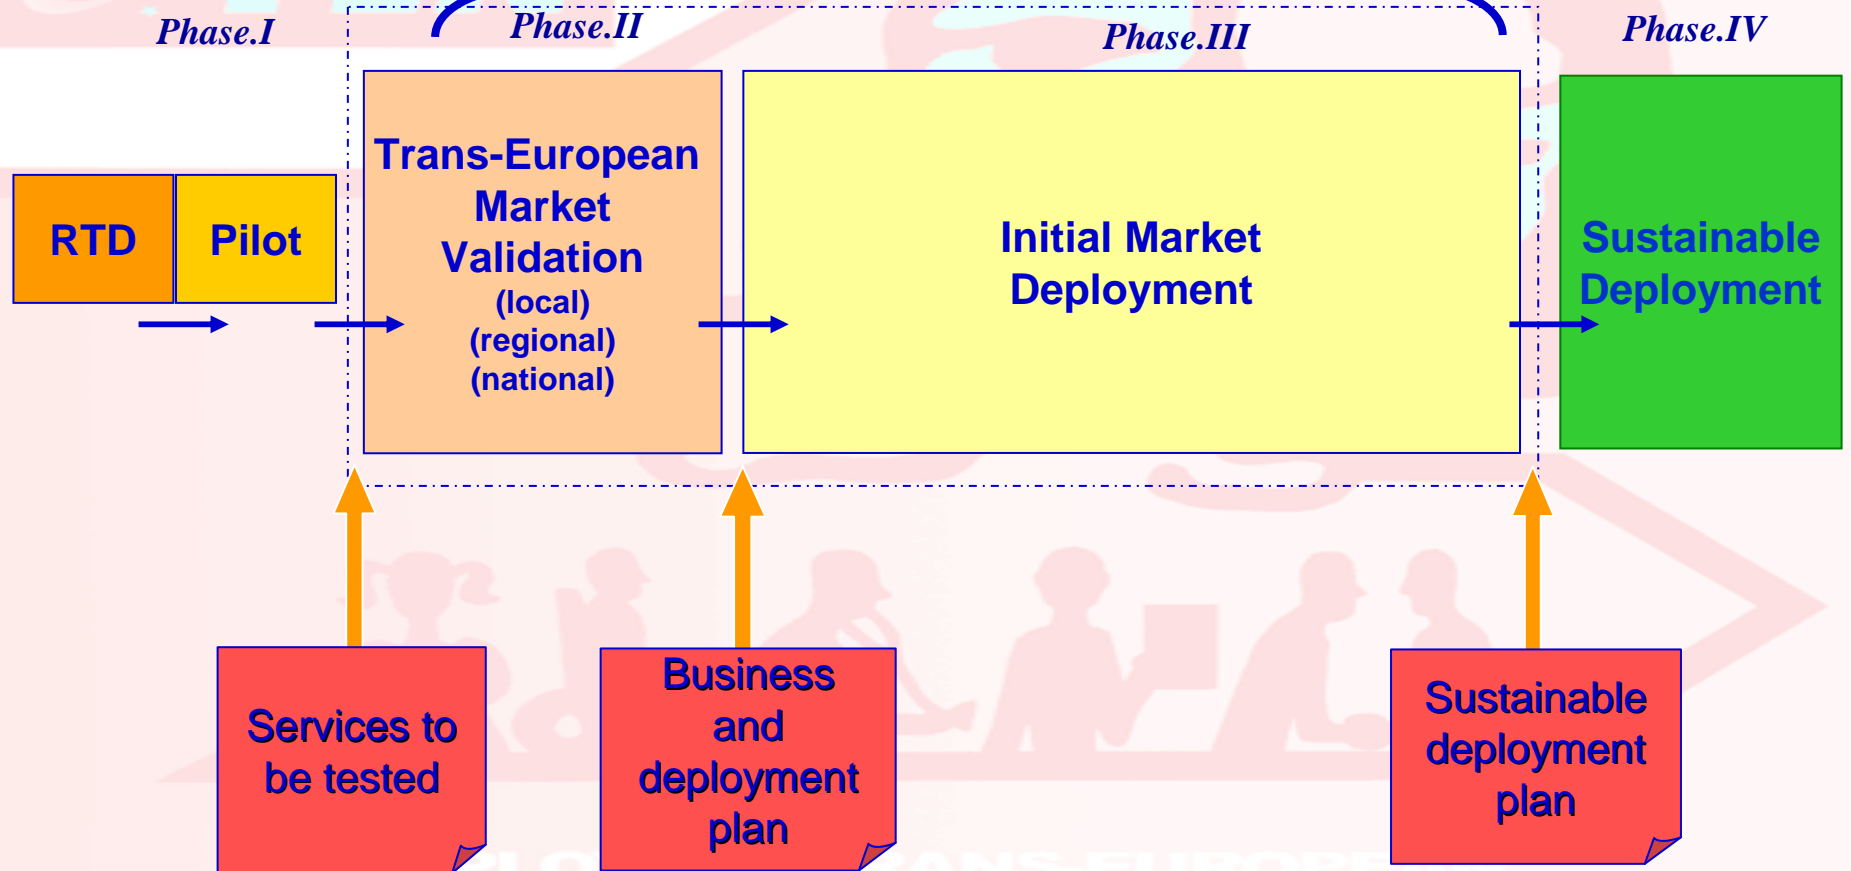 Phase.I
Phase.II
Phase.III
Phase.IV
RTD
Pilot
Trans-European
Market
Validation
(local)
(regional)
(national)
Initial Market
Deployment
Sustainable
Deployment
Services to
be tested
Business
and
deployment
plan
Sustainable
deployment
plan